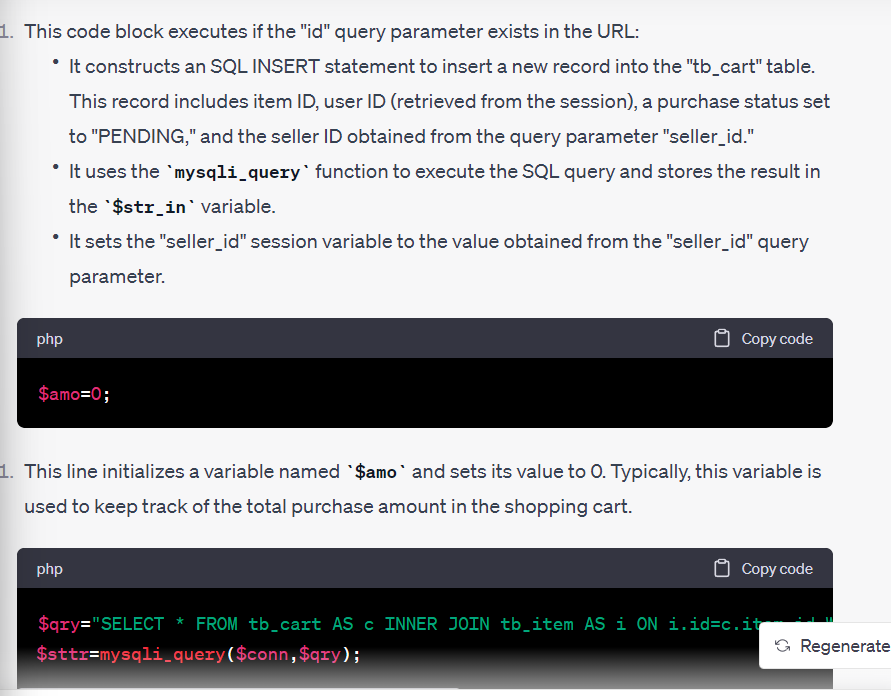 1. This code block executes if the "id" query parameter exists in the URL:
• It constructs an SQL INSERT statement to insert a new record into the "tb_cart" table.
This record includes item ID, user ID (retrieved from the session), a purchase status set
to "PENDING," and the seller ID obtained from the query parameter "seller_id."
• It uses the `mysqli_query` function to execute the SQL query and stores the result in
the `$str_in` variable.
• It sets the "seller_id" session variable to the value obtained from the "seller_id" query
parameter.
php Copy code
$amo=0;
1. This line initializes a variable named `$amo` and sets its value to 0. Typically, this variable is
used to keep track of the total purchase amount in the shopping cart.
php Copy code
$qry="SELECT * FROM tb_cart AS c INNER JOIN tb_item AS i ON i.id=c.
$sttr=mysqli_query($conn,$qry);
Regenerate